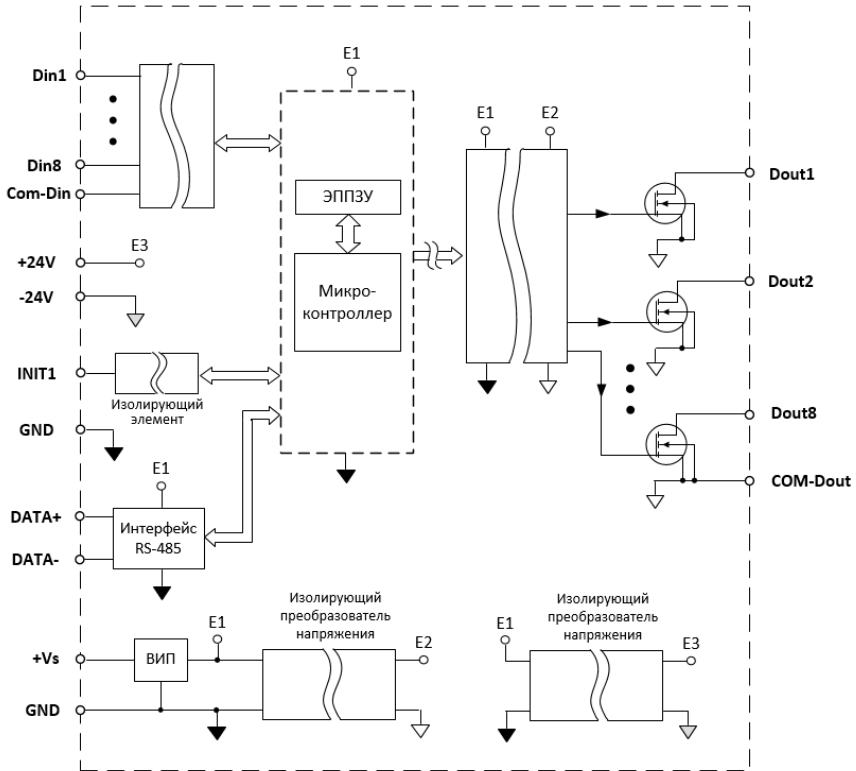 E1
Din1
E1
E2
Din8
Com-Din
ЭППЗУ
Dout1
E3
+24V
-24V
Микро-
контроллер
Dout2
INIT1
Изолирующий
элемент
GND
Dout8
E1
COM-Dout
DATA+
DATA-
Интерфейс
RS-485
Изолирующий
преобразователь
напряжения
Изолирующий
преобразователь
напряжения
E1
E2
E1
E3
+Vs
ВИП
GND